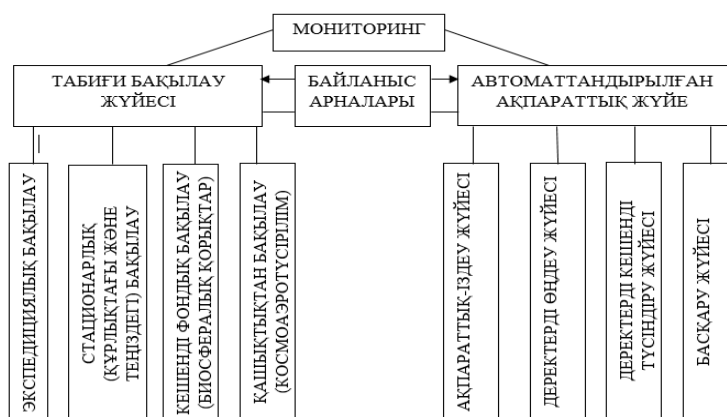 МОНИТОРИНГ
ТАБИҒИ БАҚЫЛАУ
ЖҮЙЕСІ
БАЙЛАНЫС
АРНАЛАРЫ
АВТОМАТТАНДЫРЫЛҒАН
АҚПАРАТТЫҚ ЖҮЙЕ
ЭКСПЕДИЦИЯЛЫҚ БАҚЫЛАУ
СТАЦИОНАРЛЫҚ
(ҚҰРЛЫҚТАҒЫ ЖӘНЕ
ТЕҢІЗДЕГІ) БАҚЫЛАУ
КЕШЕНДІ ФОНДЫҚ БАҚЫЛАУ
(БИОСФЕРАЛЫҚ ҚОРЫҚТАР)
ҚАШЫҚТЫҚТАН БАҚЫЛАУ
(КОСМОАЭРОТҮСІРІЛІМ)
АҚПАРАТТЫҚ-ІЗДЕУ ЖҮЙЕСІ
ДЕРЕКТЕРДІ ӨҢДЕУ ЖҮЙЕСІ
ДЕРЕКТЕРДІ КЕШЕНДІ
ТҮСІНДІРУ ЖҮЙЕСІ
БАСҚАРУ ЖҮЙЕСІ